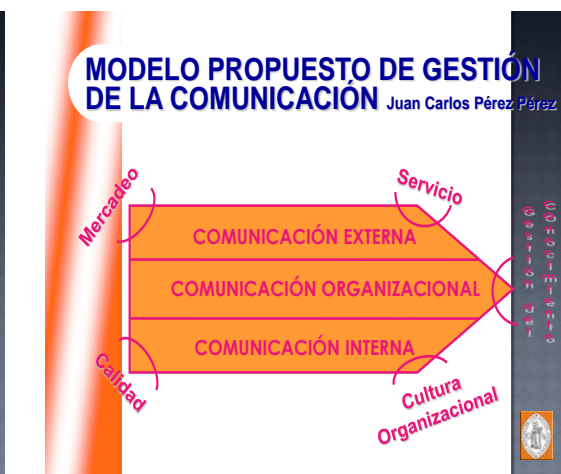 MODELO PROPUESTO DE GESTIÓN
DE LA COMUNICACIÓN Juan Carlos Pérez Pérez
Mercadeo
Servicio
COMUNICACIÓN EXTERNA
COMUNICACIÓN ORGANIZACIONAL
COMUNICACIÓN INTERNA
Calidad
Cultura
Organizacional
Gestión del
Conocimiento